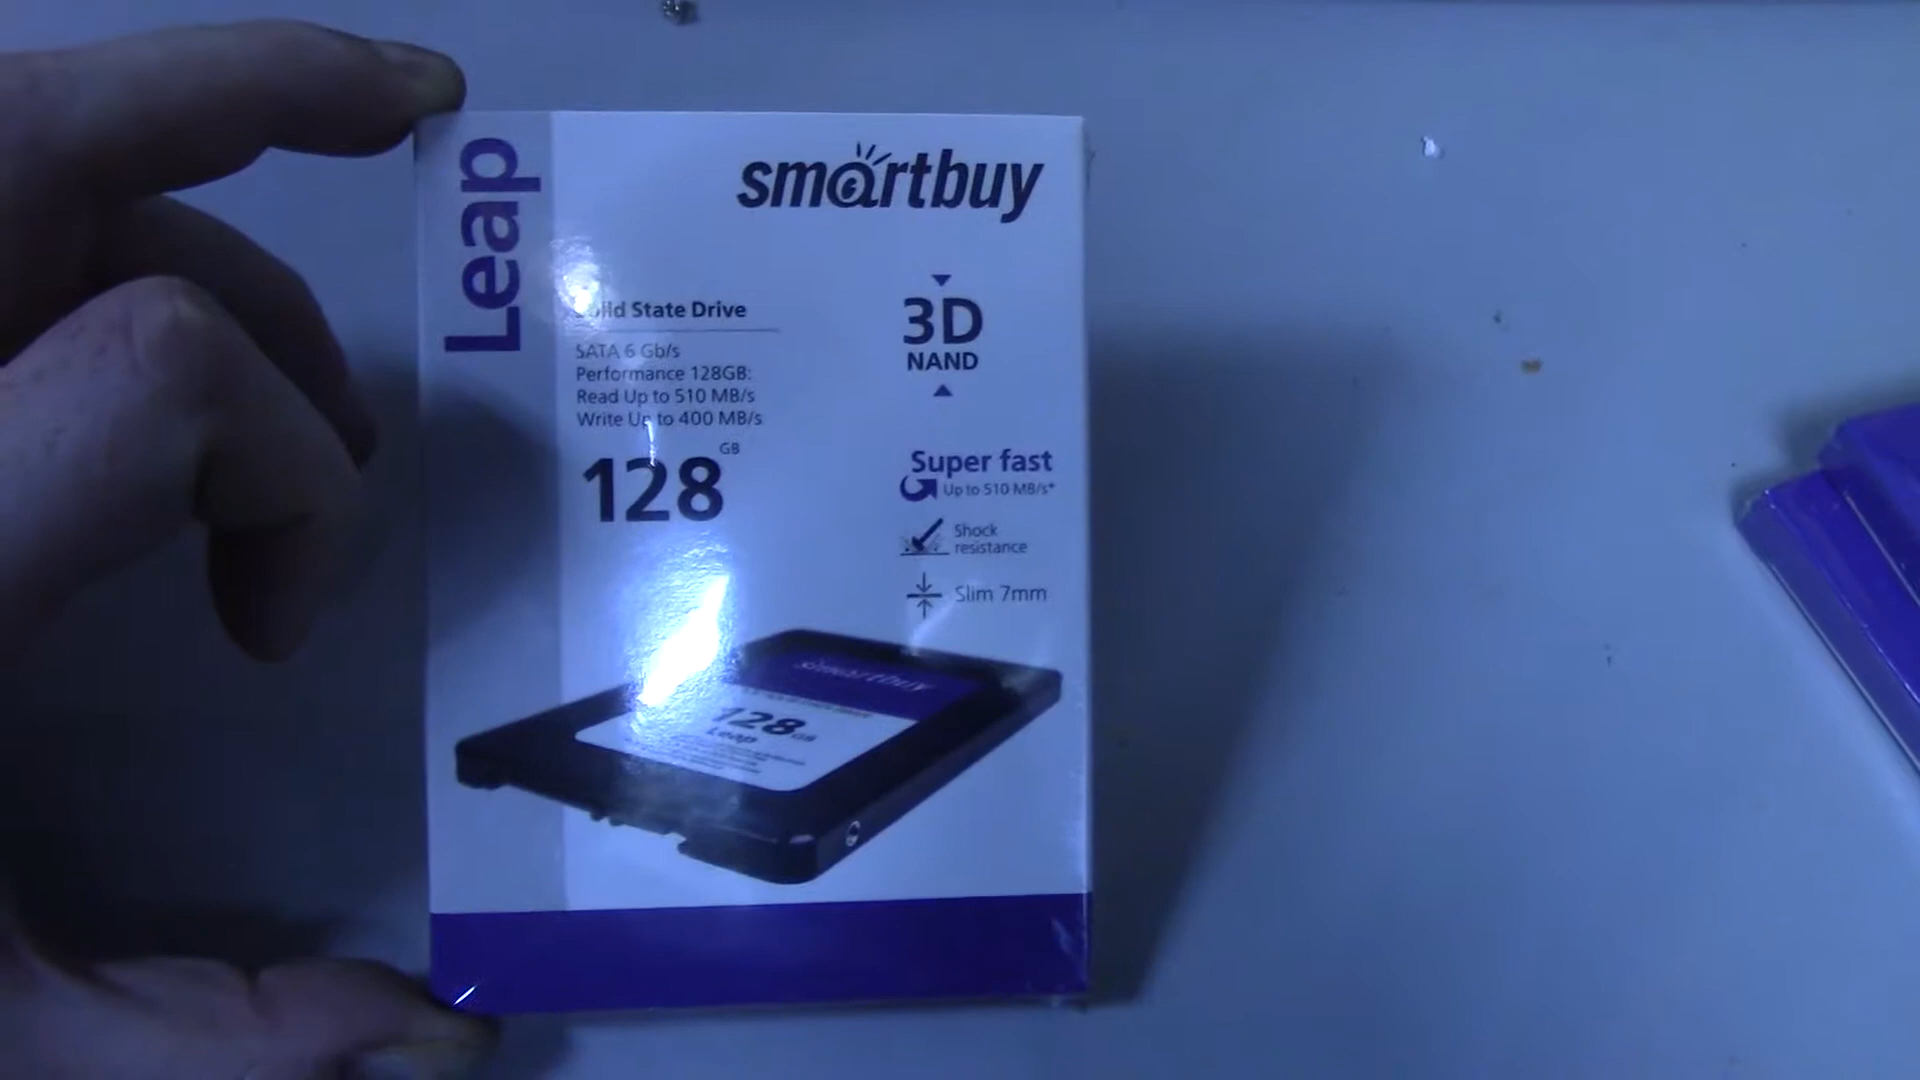 Leap
smartbuy
Solid State Drive
SATA 6 Gb/s
Performance 128GB:
Read Up to 510 MB/s
Write Up to 400 MB/s
128 GB
3D
NAND
Super fast
Up to 510 MB/s*
Shock
resistance
Slim 7mm
smartbuy
128 GB
Leap